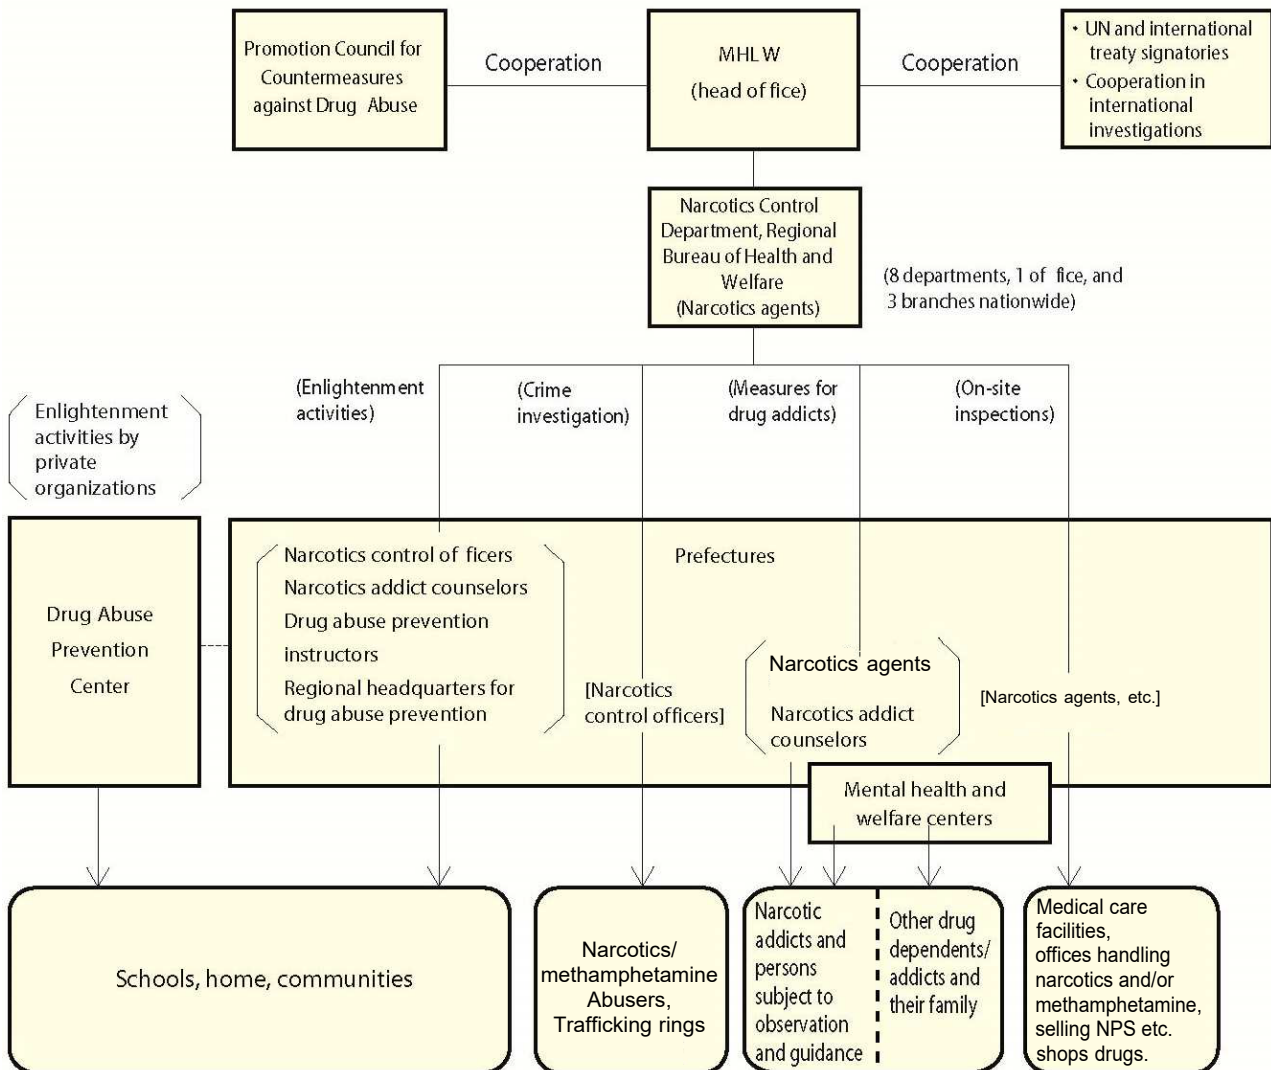 Promotion Council for
Countermeasures
against Drug Abuse
Cooperation
MHL W
(head of fice)
Cooperation
・ UN and international
treaty signatories
・ Cooperation in
international
investigations
Narcotics Control
Department, Regional
Bureau of Health and
Welfare
(Narcotics agents)
(8 departments, 1 of fice, and
3 branches nationwide)
(Enlightenment
activities)
(Crime
investigation)
(Measures for
drug addicts)
(On-site
inspections)
Enlightenment
activities by
private
organizations
Drug Abuse
Prevention
Center
Narcotics control of ficers
Narcotics addict counselors
Drug abuse prevention
instructors
Regional headquarters for
drug abuse prevention
Prefectures
[Narcotics
control officers]
Narcotics agents
Narcotics addict
counselors
[Narcotics agents, etc.]
Mental health and
welfare centers
Schools, home, communities
Narcotics/
methamphetamine
Abusers,
Trafficking rings
Narcotic
addicts and
persons
subject to
observation
and guidance
Other drug
dependents/
addicts and
their family
Medical care
facilities,
offices handling
narcotics and/or
methamphetamine,
selling NPS etc.
shops drugs.